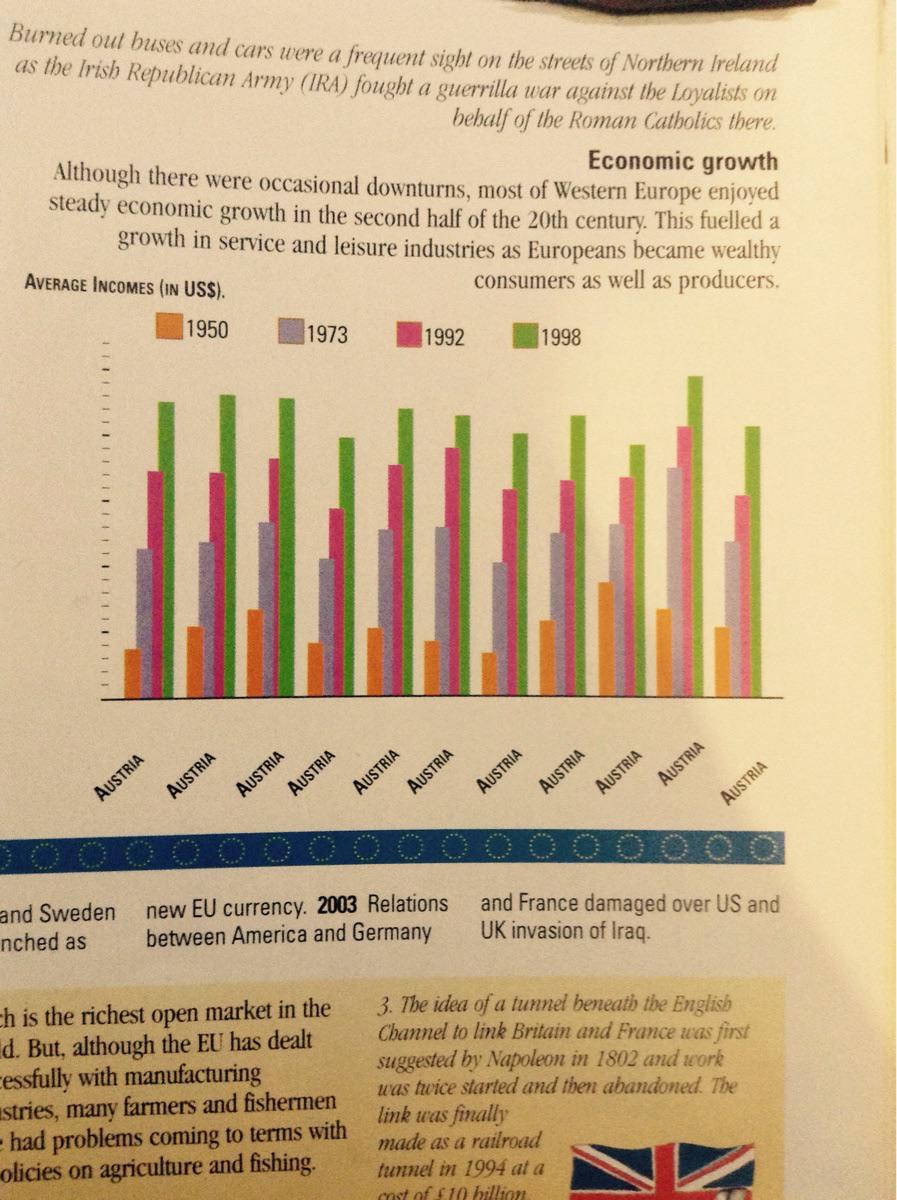 Burned out buses and cars were a frequent sight on the streets of Northern Ireland
as the Irish Republican Army (IRA) fought a guerrilla war against the Loyalists on
behalf of the Roman Catholics there.
Economic growth
Although there were occasional downturns, most of Western Europe enjoyed
steady economic growth in the second half of the 20th century. This fuelled a
growth in service and leisure industries as Europeans became wealthy
consumers as well as producers.
AVERAGE INCOMES (IN US$).
1950 1973 1992 1998
AUSTRIA AUSTRIA AUSTRIA AUSTRIA AUSTRIA AUSTRIA AUSTRIA AUSTRIA AUSTRIA AUSTRIA AUSTRIA
and Sweden
nched as
new EU currency. 2003 Relations
between America and Germany
and France damaged over US and
UK invasion of Iraq.
ch is the richest open market in the
ld. But, although the EU has dealt
cessfully with manufacturing
ustries, many farmers and fishermen
e had problems coming to terms with
olicies on agriculture and fishing.
3. The idea of a tunnel beneath the English
Channel to link Britain and France was first
suggested by Napoleon in 1802 and work
was twice started and then abandoned. The
link was finally
made as a railroad
tunnel in 1994 at a
cost of £10 billion.